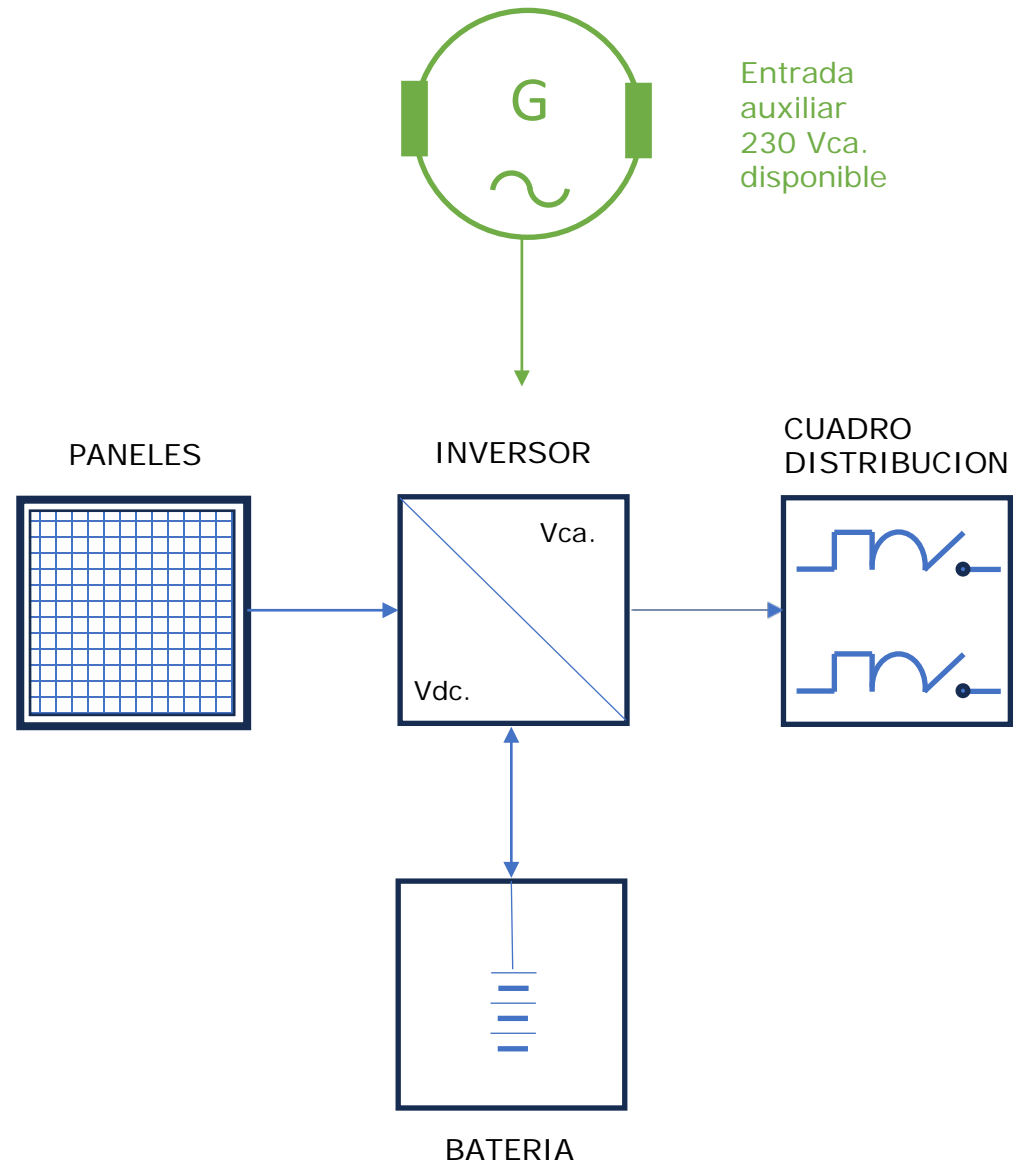 G
Entrada
auxiliar
230 Vca.
disponible
PANELES
INVERSOR
CUADRO
DISTRIBUCION
Vca.
Vdc.
BATERIA